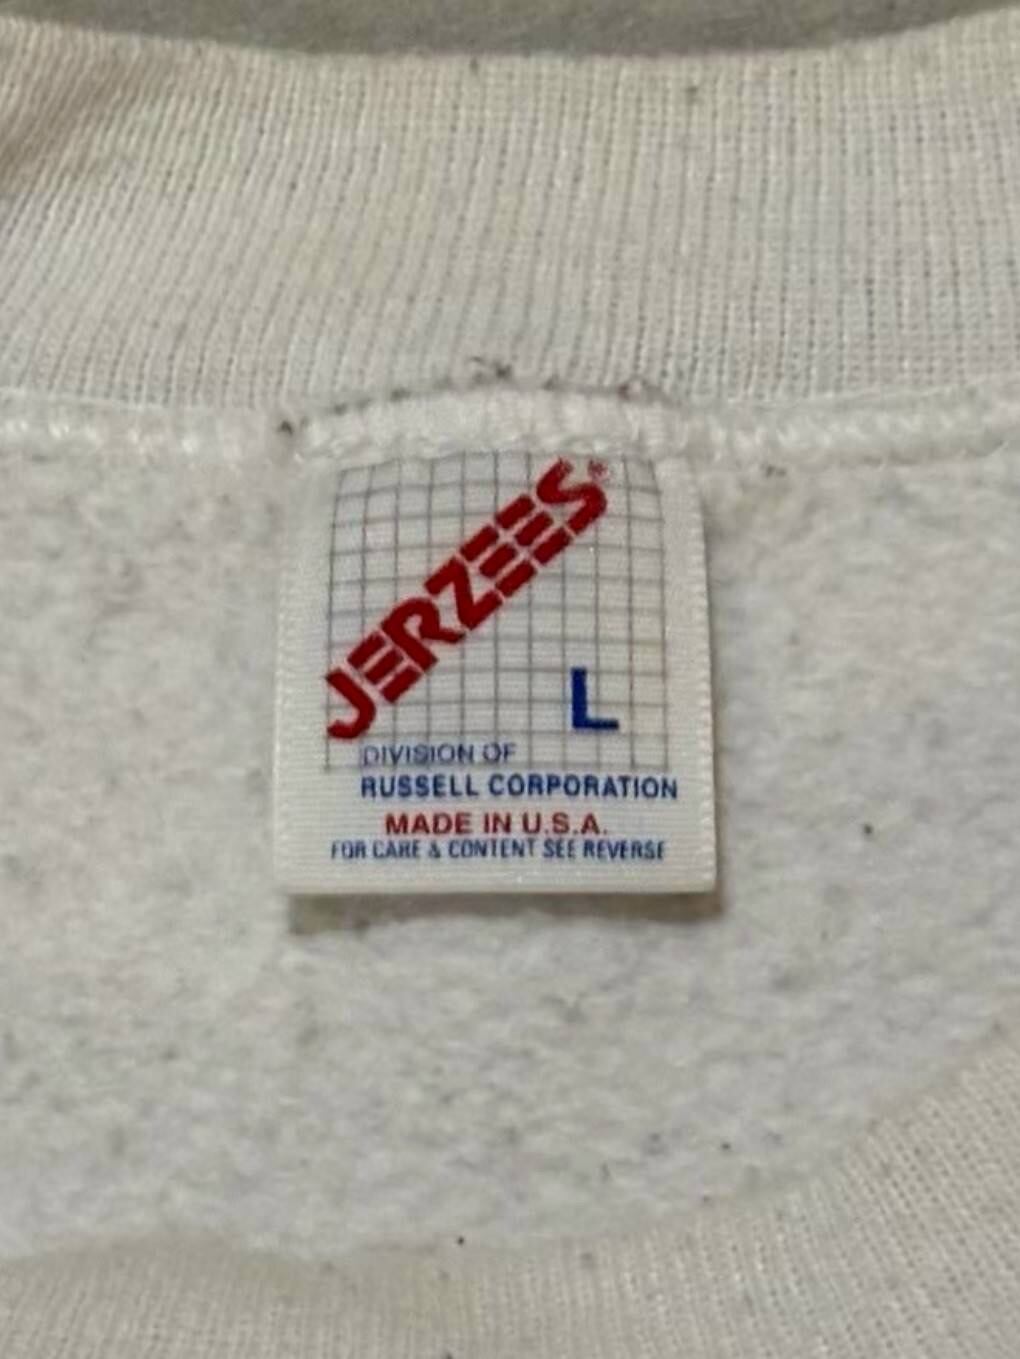 JERZEES®
L
DIVISION OF
RUSSELL CORPORATION
MADE IN U.S.A.
FOR CARE & CONTENT SEE REVERSE